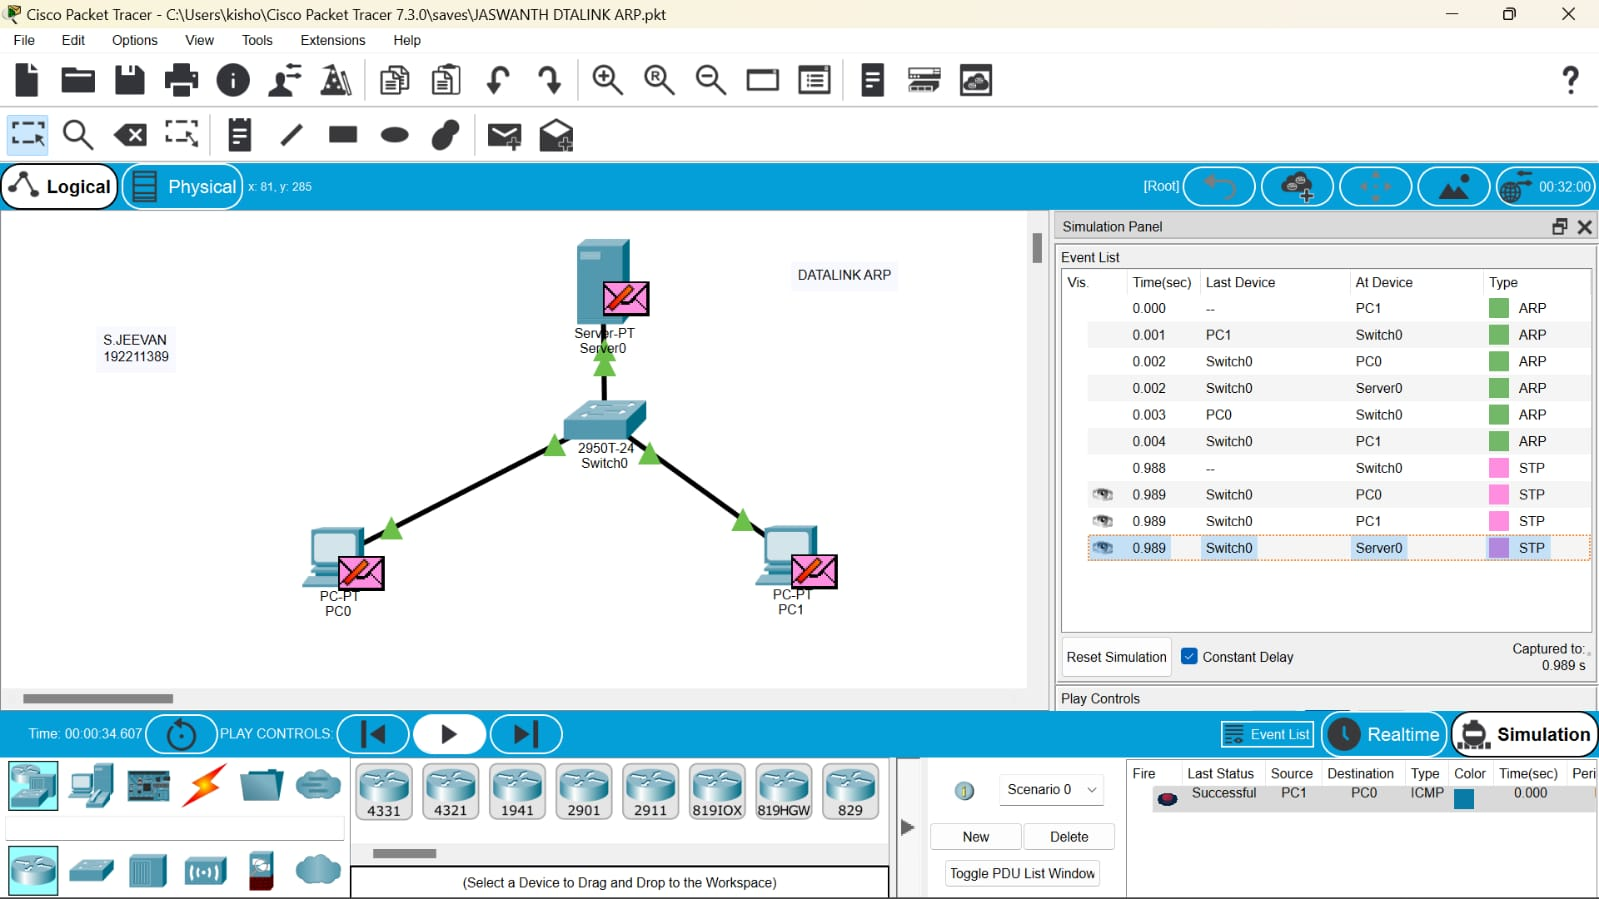 Cisco Packet Tracer - C:\Users\kisho\Cisco Packet Tracer 7.3.0\saves\JASWANTH DTALINK ARP.pkt
File Edit Options View Tools Extensions Help
Logical Physical x: 81, y: 285 [Root] 00:32:00
Simulation Panel
Event List
Vis. Time(sec) Last Device At Device Type
0.000 -- PC1 ARP
0.001 PC1 Switch0 ARP
0.002 Switch0 PC0 ARP
0.002 Switch0 Server0 ARP
0.003 PC0 Switch0 ARP
0.004 Switch0 PC1 ARP
0.988 -- Switch0 STP
0.989 Switch0 PC0 STP
0.989 Switch0 PC1 STP
0.989 Switch0 Server0 STP
Reset Simulation Constant Delay Captured to:
0.989 s
Play Controls
DATALINK ARP
S.JEEVAN
192211389
Server-PT
Server0
2950T-24
Switch0
PC-PT
PC0
PC-PT
PC1
Time: 00:00:34.607 PLAY CONTROLS: Event List Realtime Simulation
4331 4321 1941 2901 2911 819IOX 819HGW 829
(Select a Device to Drag and Drop to the Workspace)
Scenario 0
New Delete
Toggle PDU List Window
Fire Last Status Source Destination Type Color Time(sec) Peri
Successful PC1 PC0 ICMP 0.000